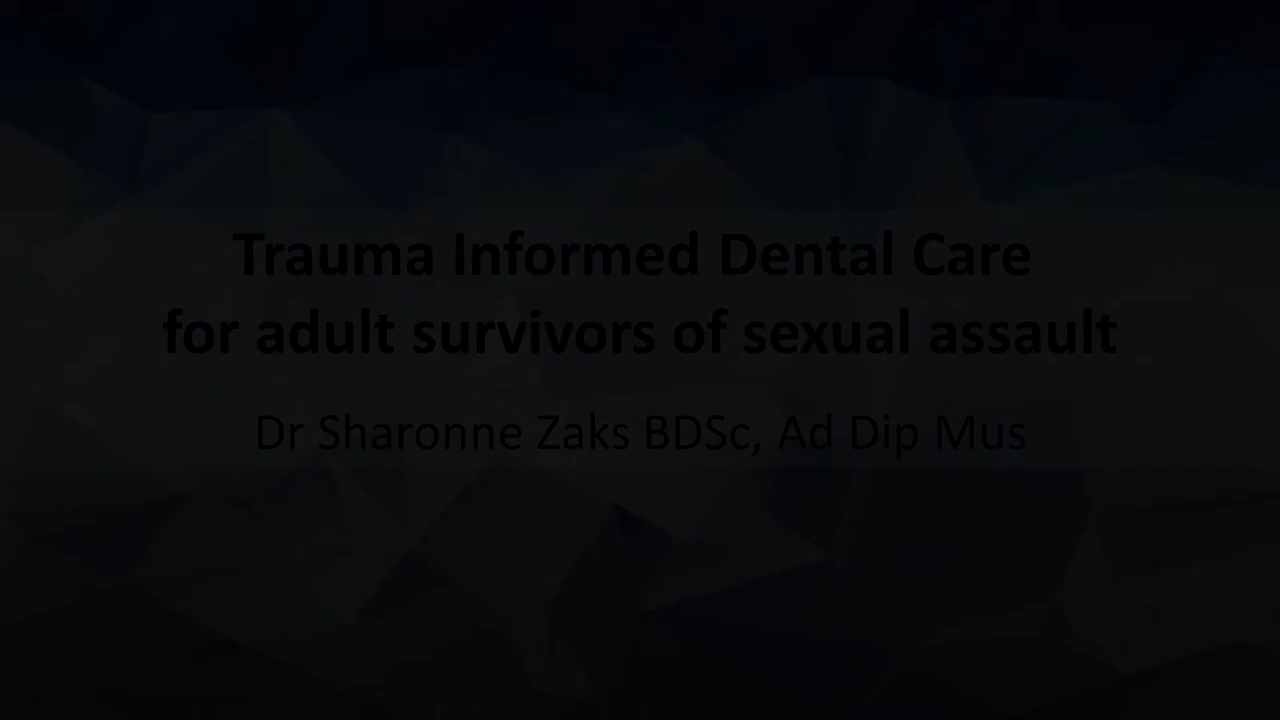 Trauma Informed Dental Care
for adult survivors of sexual assault
Dr Sharonne Zaks BDSc, Ad Dip Mus